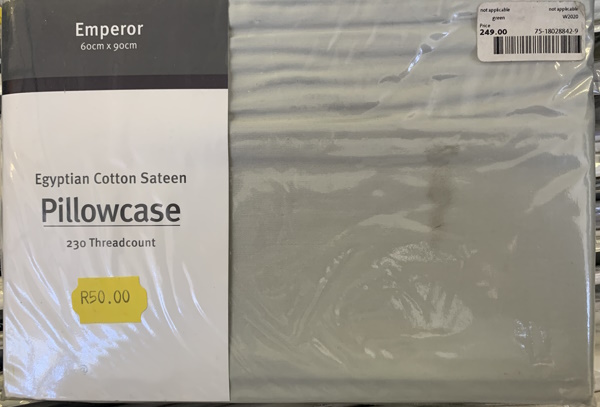 Emperor
60cm x 90cm
not applicable not applicable
green W2020
Price
249.00 75-18028842-9
Egyptian Cotton Sateen
Pillowcase
230 Threadcount
R50.00